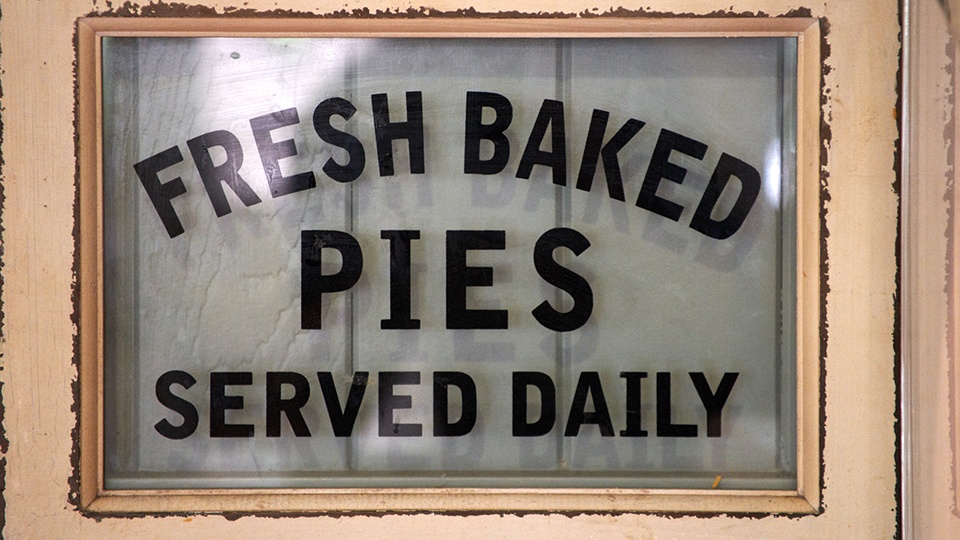 FRESH BAKED
PIES
SERVED DAILY